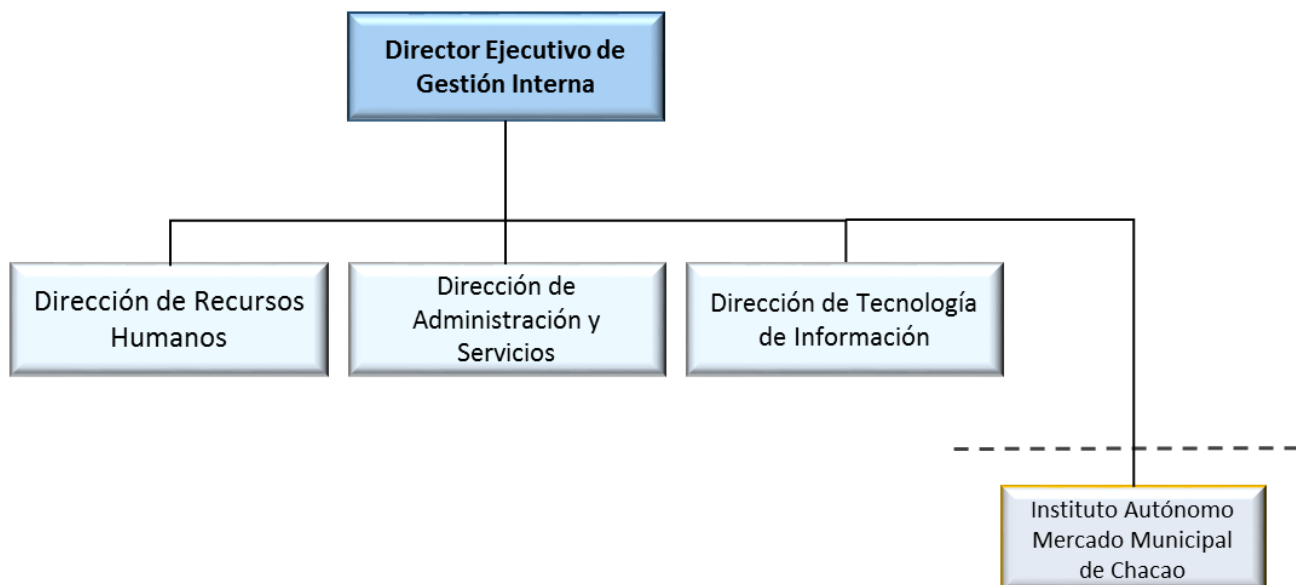 Director Ejecutivo de
Gestión Interna
Dirección de Recursos
Humanos
Dirección de
Administración y
Servicios
Dirección de Tecnología
de Información
Instituto Autónomo
Mercado Municipal
de Chacao